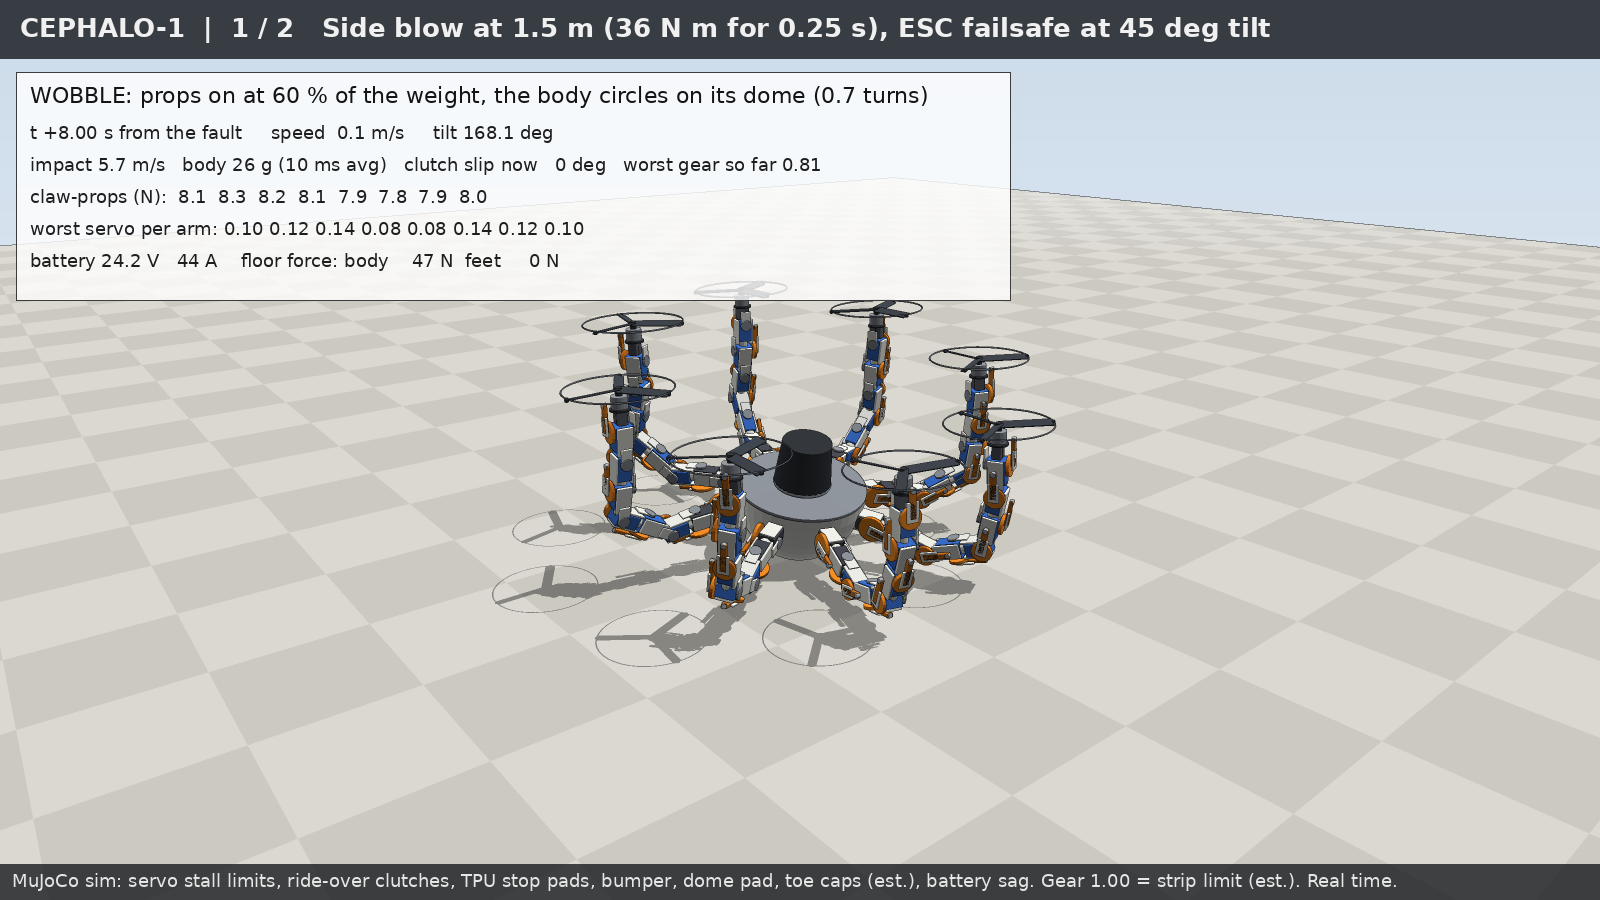 CEPHALO-1 | 1 / 2 Side blow at 1.5 m (36 N m for 0.25 s), ESC failsafe at 45 deg tilt
WOBBLE: props on at 60 % of the weight, the body circles on its dome (0.7 turns)
t +8.00 s from the fault speed 0.1 m/s tilt 168.1 deg
impact 5.7 m/s body 26 g (10 ms avg) clutch slip now 0 deg worst gear so far 0.81
claw-props (N): 8.1 8.3 8.2 8.1 7.9 7.8 7.9 8.0
worst servo per arm: 0.10 0.12 0.14 0.08 0.08 0.14 0.12 0.10
battery 24.2 V 44 A floor force: body 47 N feet 0 N
MuJoCo sim: servo stall limits, ride-over clutches, TPU stop pads, bumper, dome pad, toe caps (est.), battery sag. Gear 1.00 = strip limit (est.). Real time.